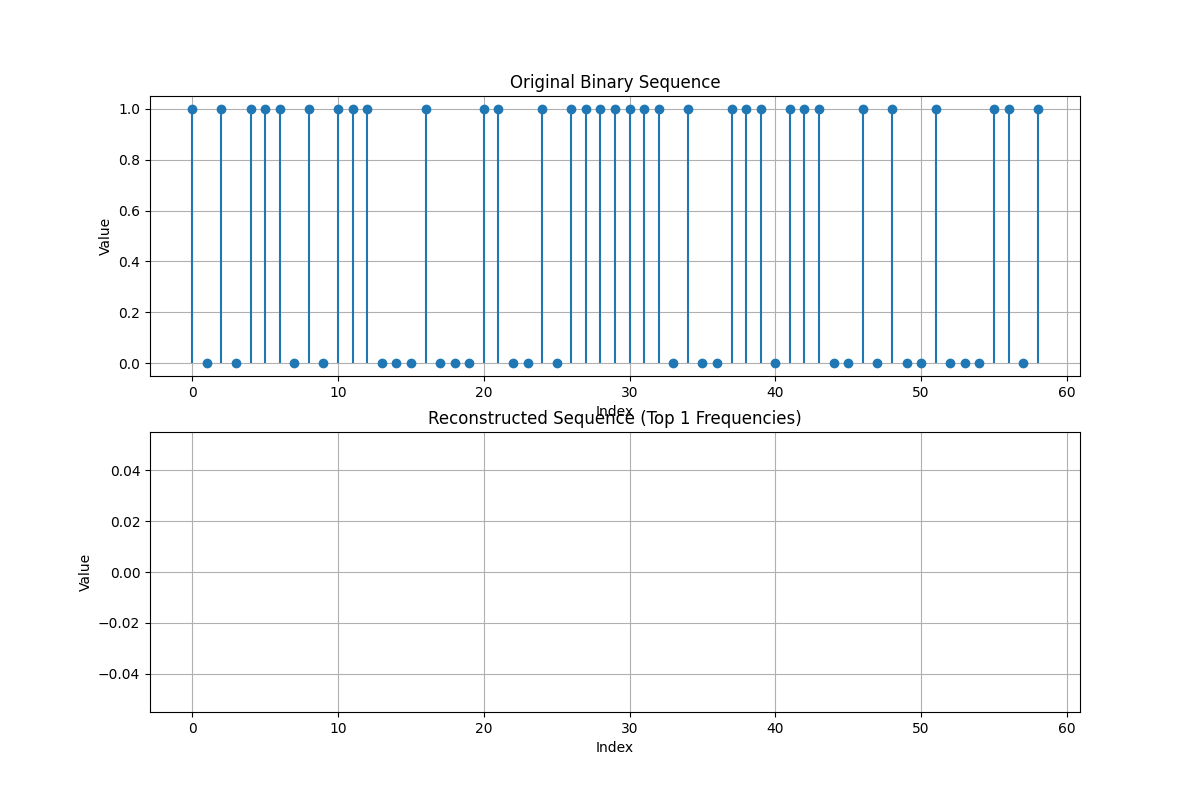 Original Binary Sequence
1.0
0.8
0.6
0.4
0.2
0.0
Value
0 10 20 30 40 50 60
Index
Reconstructed Sequence (Top 1 Frequencies)
0.04
0.02
0.00
−0.02
−0.04
Value
0 10 20 30 40 50 60
Index